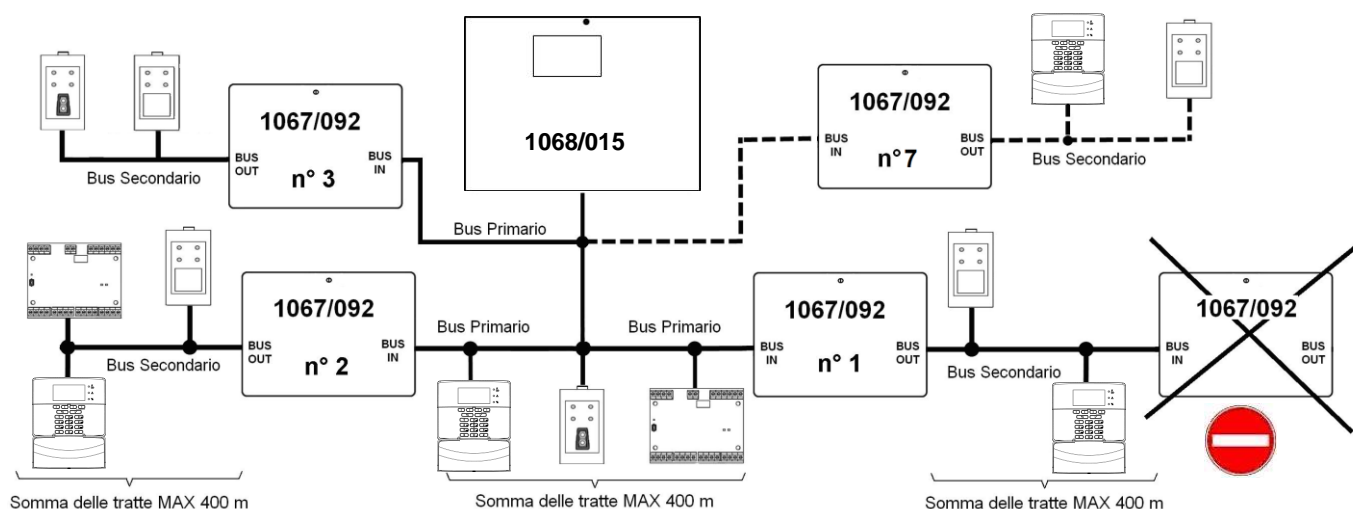 1068/015
1067/092
BUS
OUT
BUS
IN
n° 3
Bus Secondario
1067/092
BUS
IN
BUS
OUT
n° 7
Bus Secondario
Bus Primario
1067/092
BUS
OUT
BUS
IN
n° 2
Bus Secondario
Bus Primario
Bus Primario
1067/092
BUS
IN
BUS
OUT
n° 1
Bus Secondario
1067/092
BUS
IN
BUS
OUT
Somma delle tratte MAX 400 m
Somma delle tratte MAX 400 m
Somma delle tratte MAX 400 m